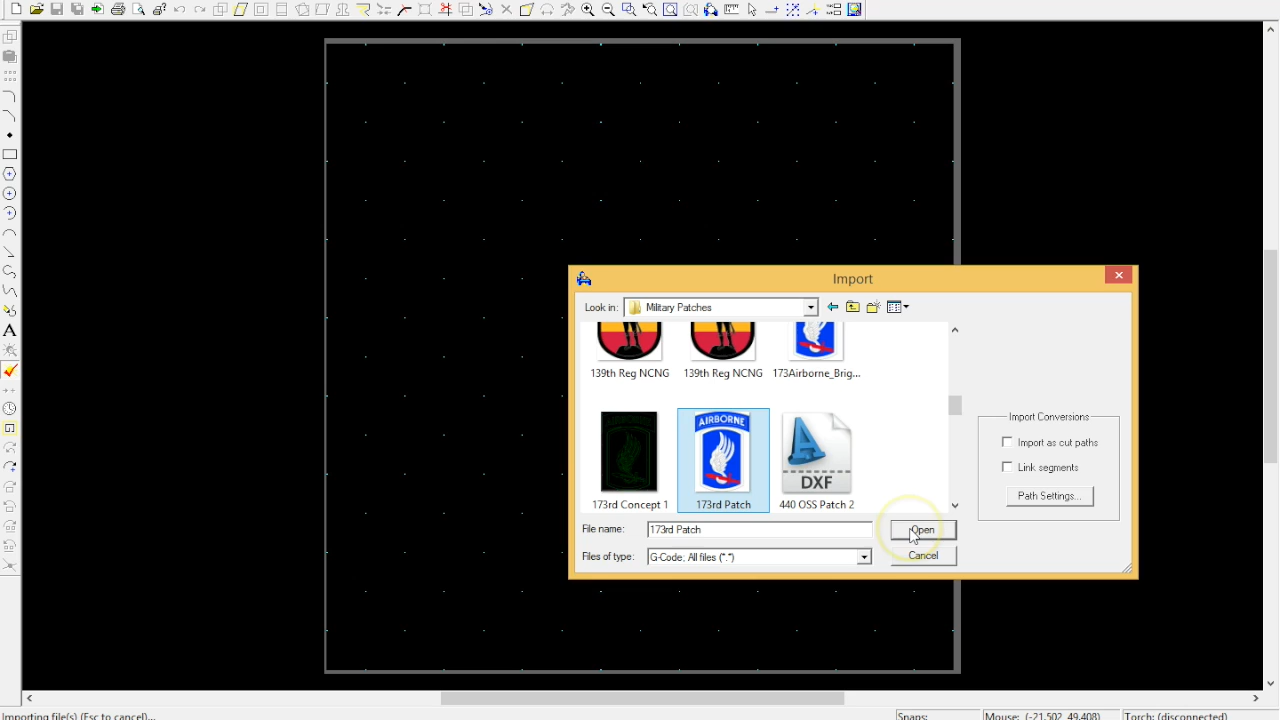 Import
Look in: Military Patches
139th Reg NCNG 139th Reg NCNG 173Airborne_Brig...
AIRBORNE
DXF
173rd Concept 1 173rd Patch 440 OSS Patch 2
Import Conversions
Import as cut paths
Link segments
Path Settings...
File name: 173rd Patch Open
Files of type: G-Code; All files (*.*) Cancel
Importing file(s) (Esc to cancel)... Snaps: Mouse: (-21.502, 49.408) Torch: (disconnected)